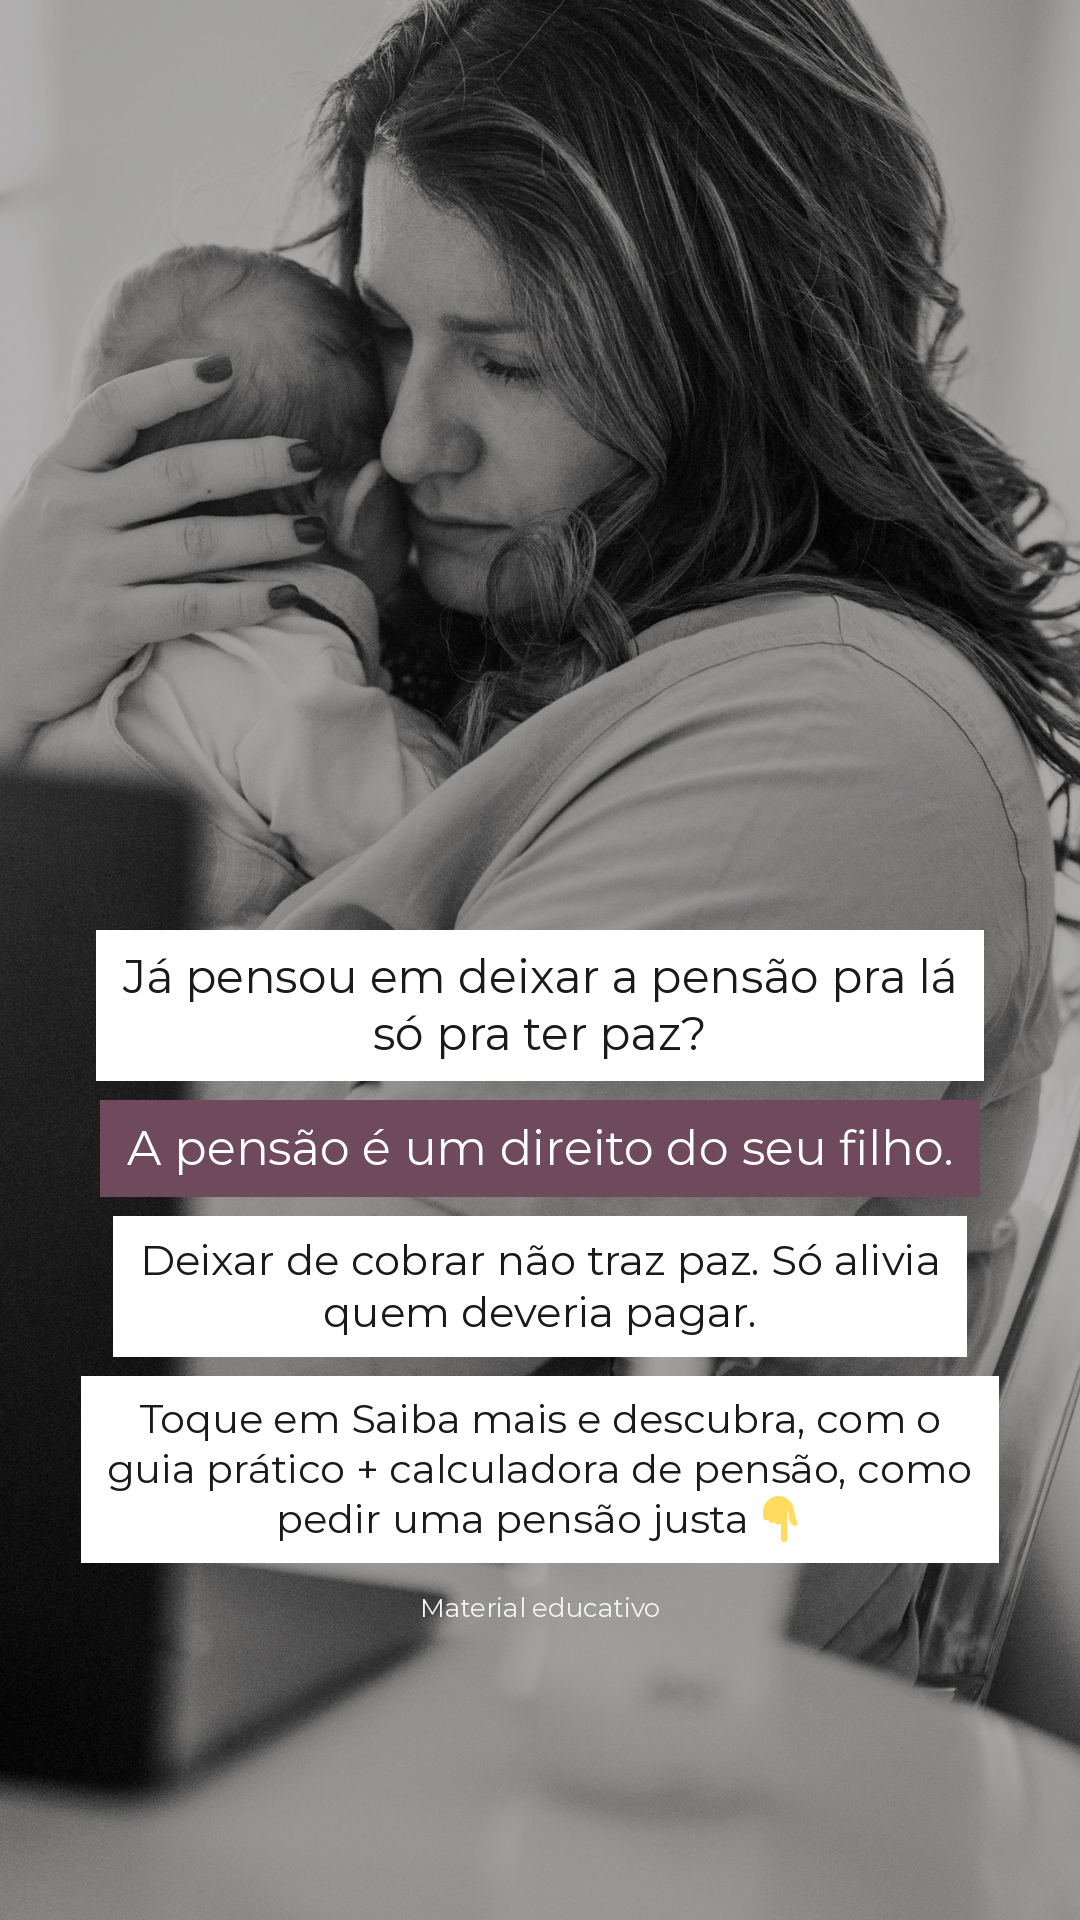 Já pensou em deixar a pensão pra lá
só pra ter paz?
A pensão é um direito do seu filho.
Deixar de cobrar não traz paz. Só alivia
quem deveria pagar.
Toque em Saiba mais e descubra, com o
guia prático + calculadora de pensão, como
pedir uma pensão justa 👇
Material educativo